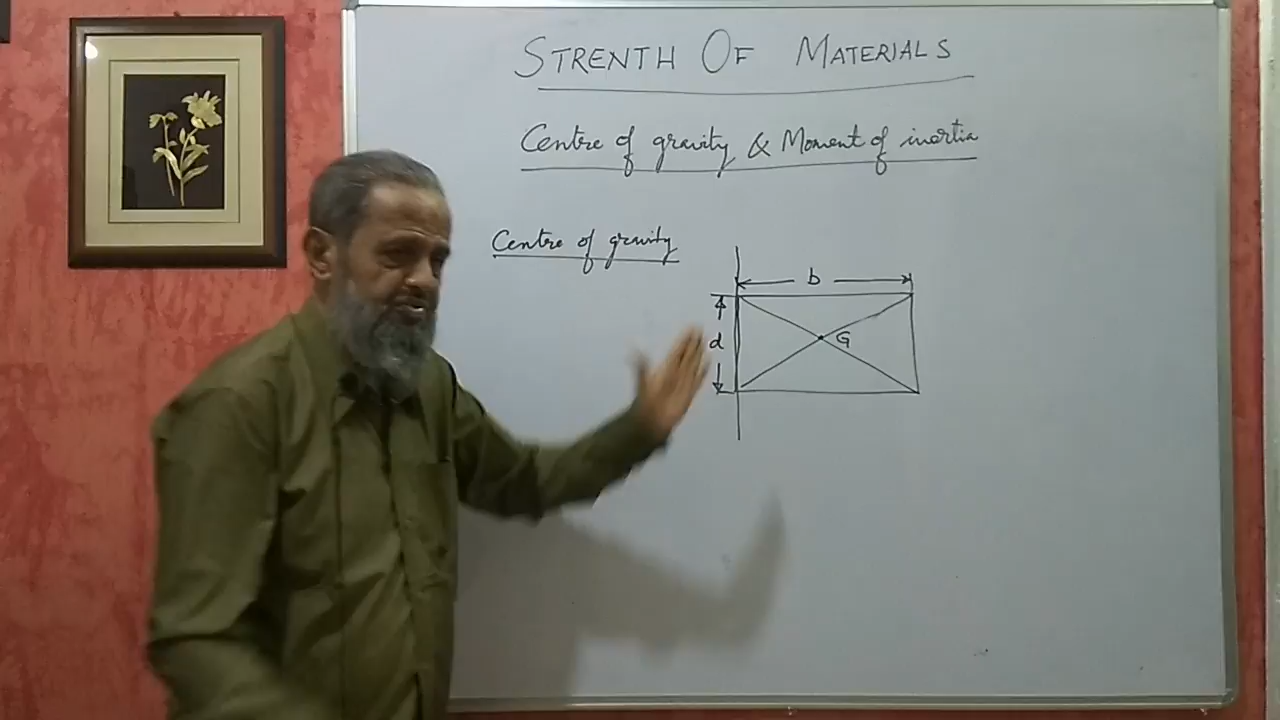 STRENTH OF MATERIALS
Centre of gravity & Moment of inertia
Centre of gravity
b
d
G